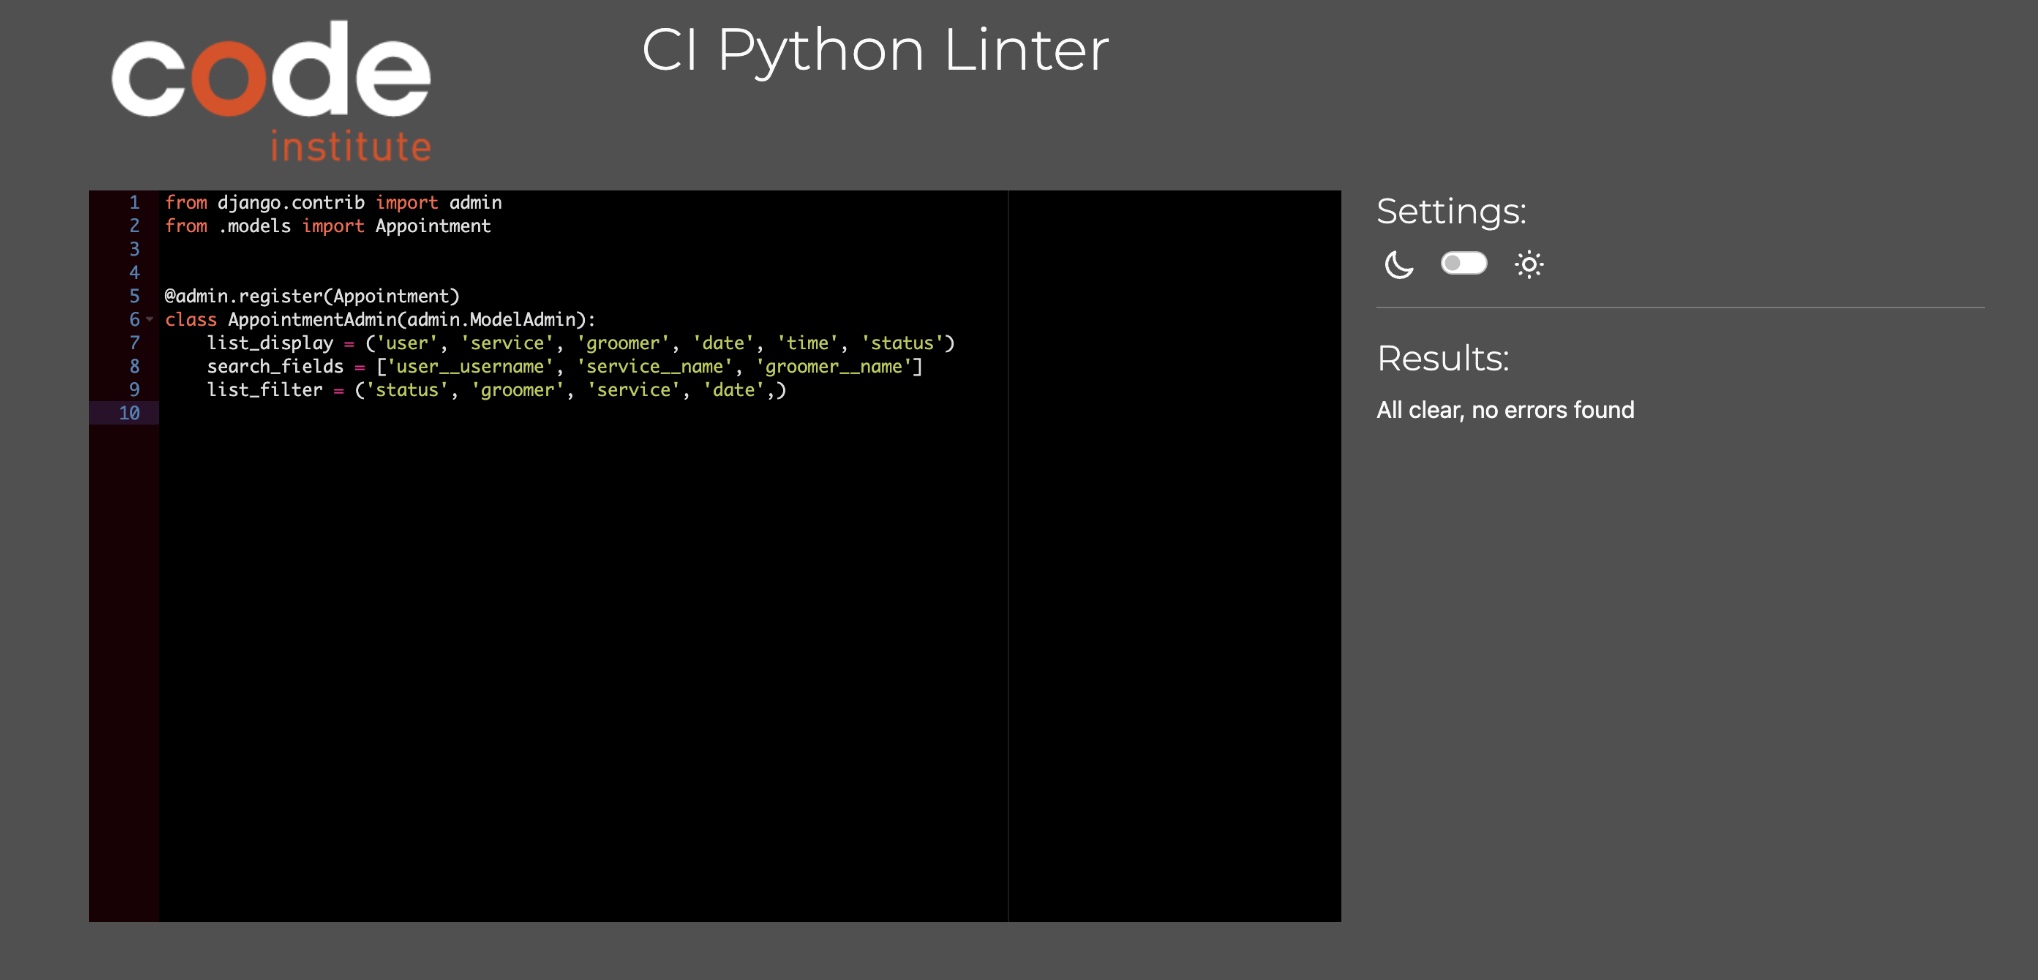 code
institute
CI Python Linter
1 from django.contrib import admin
2 from .models import Appointment
3
4
5 @admin.register(Appointment)
6 class AppointmentAdmin(admin.ModelAdmin):
7     list_display = ('user', 'service', 'groomer', 'date', 'time', 'status')
8     search_fields = ['user__username', 'service__name', 'groomer__name']
9     list_filter = ('status', 'groomer', 'service', 'date',)
10
Settings:
Results:
All clear, no errors found